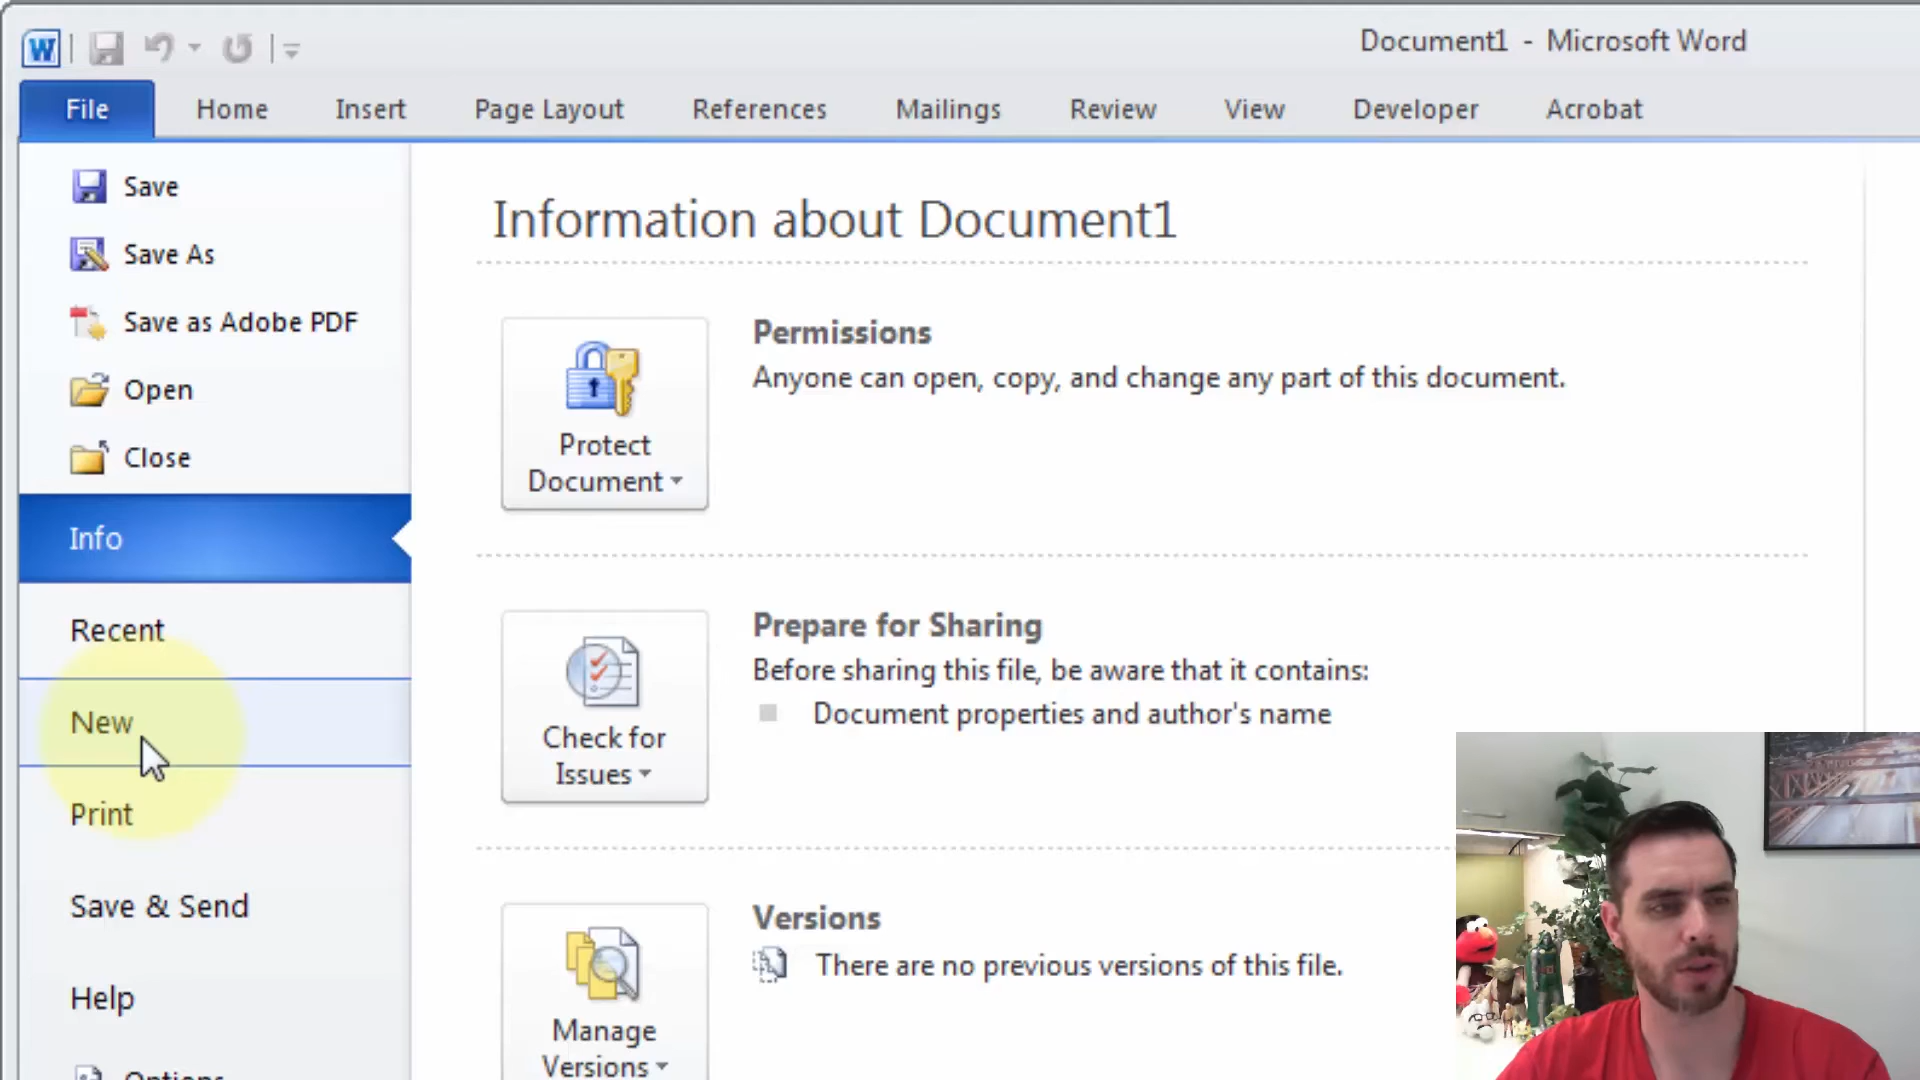 Document1 - Microsoft Word
File Home Insert Page Layout References Mailings Review View Developer Acrobat
Save
Save As
Save as Adobe PDF
Open
Close
Info
Recent
New
Print
Save & Send
Help
Options
Information about Document1
Permissions
Anyone can open, copy, and change any part of this document.
Protect
Document
Prepare for Sharing
Before sharing this file, be aware that it contains:
Document properties and author's name
Check for
Issues
Versions
There are no previous versions of this file.
Manage
Versions